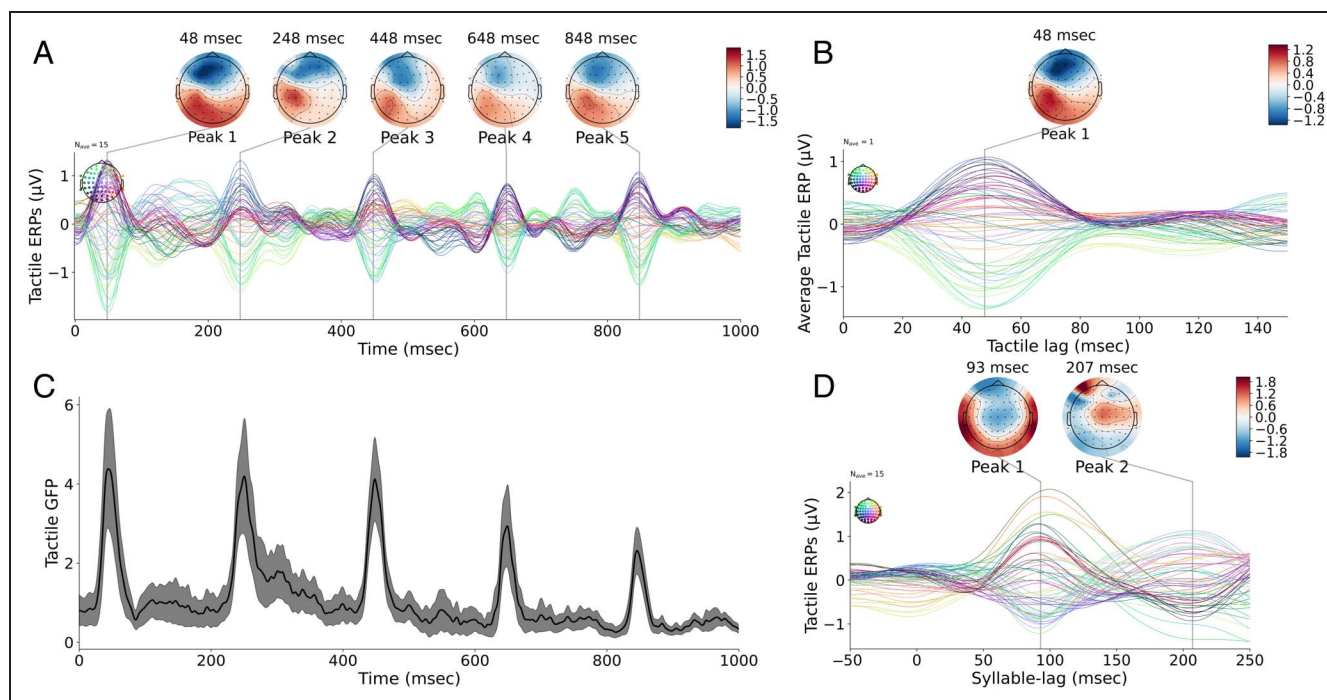 A
48 msec 248 msec 448 msec 648 msec 848 msec
1.5
1.0
0.5
0.0
−0.5
−1.0
−1.5
Peak 1 Peak 2 Peak 3 Peak 4 Peak 5
Nave = 15
Tactile ERPs (µV)
1
0
−1
0 200 400 600 800 1000
Time (msec)
B
48 msec
1.2
0.8
0.4
0.0
−0.4
−0.8
−1.2
Peak 1
Nave = 1
Average Tactile ERP (µV)
1
0
−1
0 20 40 60 80 100 120 140
Tactile lag (msec)
C
Tactile GFP
6
4
2
0
0 200 400 600 800 1000
Time (msec)
D
93 msec 207 msec
1.8
1.2
0.6
0.0
−0.6
−1.2
−1.8
Peak 1 Peak 2
Nave = 15
Tactile ERPs (µV)
2
1
0
−1
−50 0 50 100 150 200 250
Syllable-lag (msec)